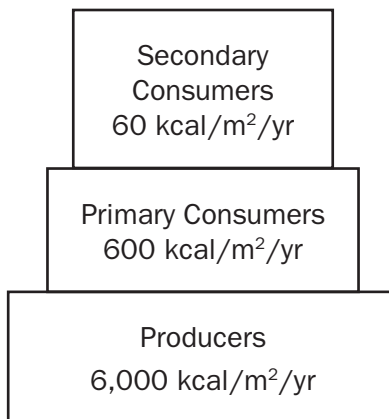 Secondary
Consumers
60 kcal/m²/yr
Primary Consumers
600 kcal/m²/yr
Producers
6,000 kcal/m²/yr